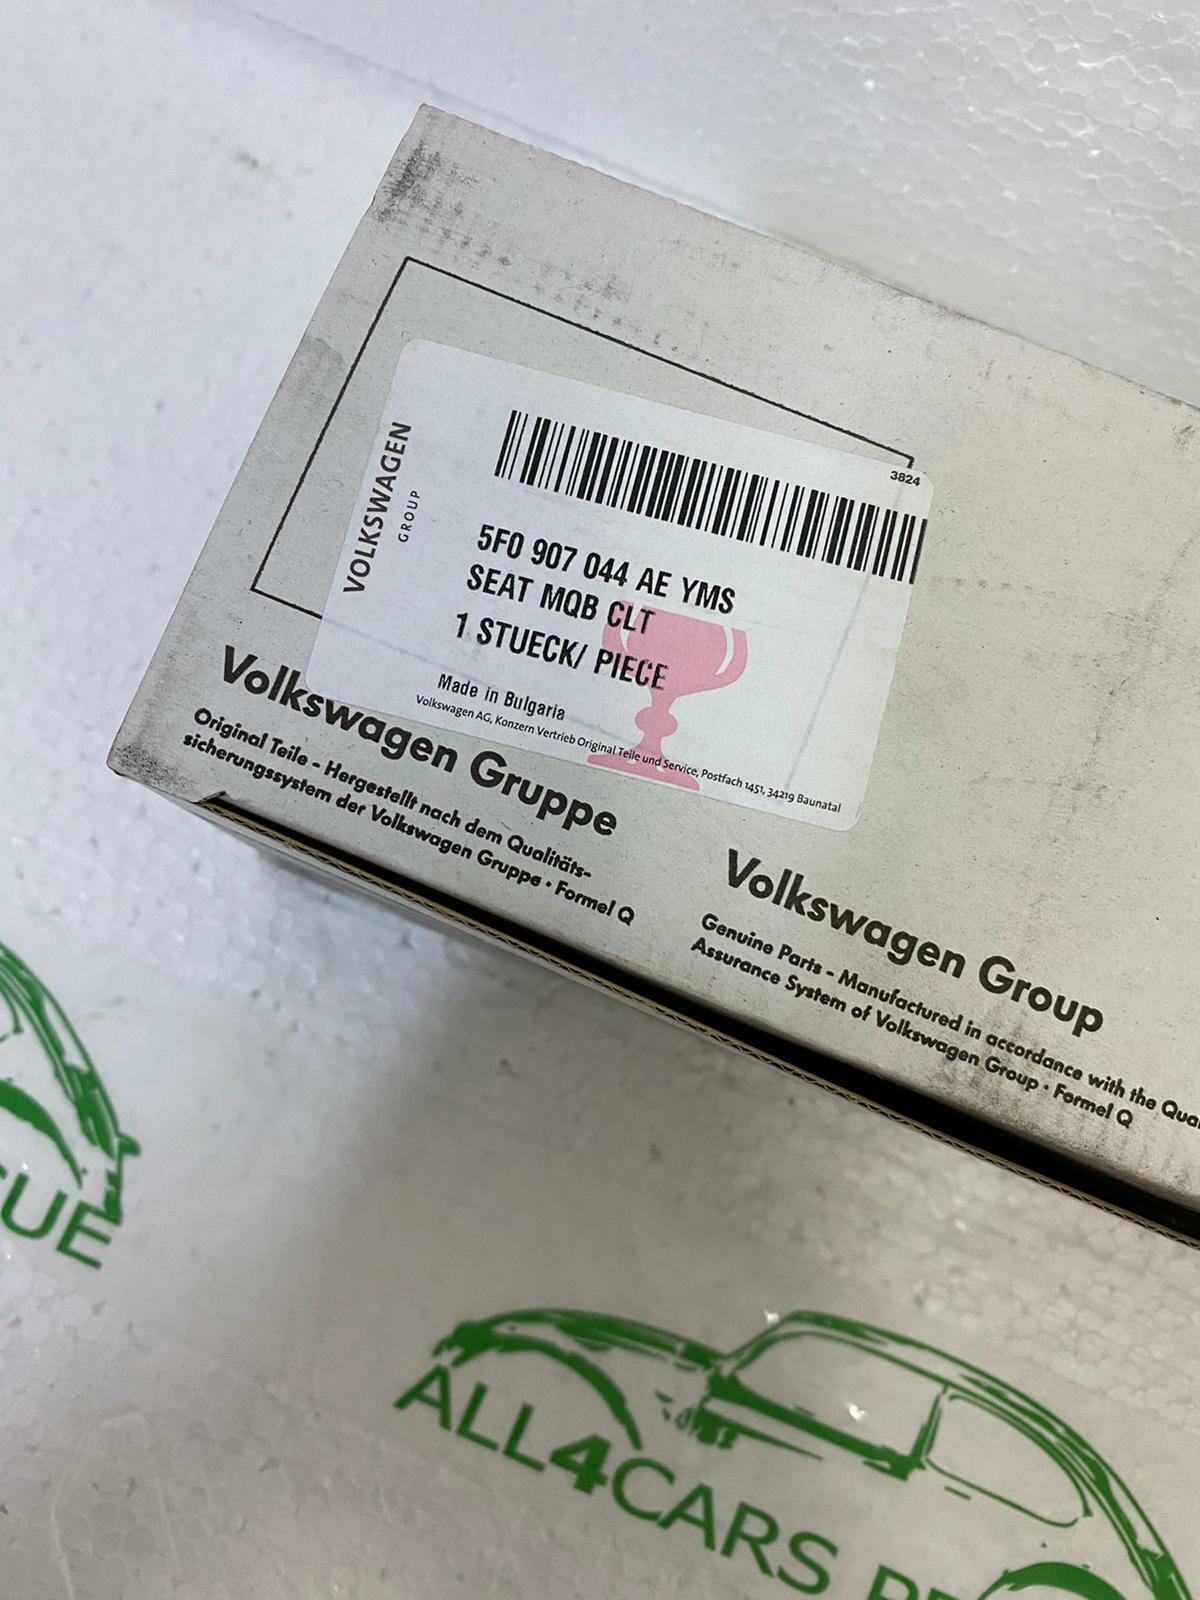 3824
VOLKSWAGEN
GROUP
5F0 907 044 AE YMS
SEAT MQB CLT
1 STUECK/ PIECE
Made in Bulgaria
Volkswagen AG, Konzern Vertrieb Original Teile und Service, Postfach 1451, 34219 Baunatal
Volkswagen Gruppe
Original Teile - Hergestellt nach dem Qualitäts-
sicherungssystem der Volkswagen Gruppe · Formel Q
Volkswagen Group
Genuine Parts - Manufactured in accordance with the
Assurance System of Volkswagen Group · Formel Q
ALL4CARS